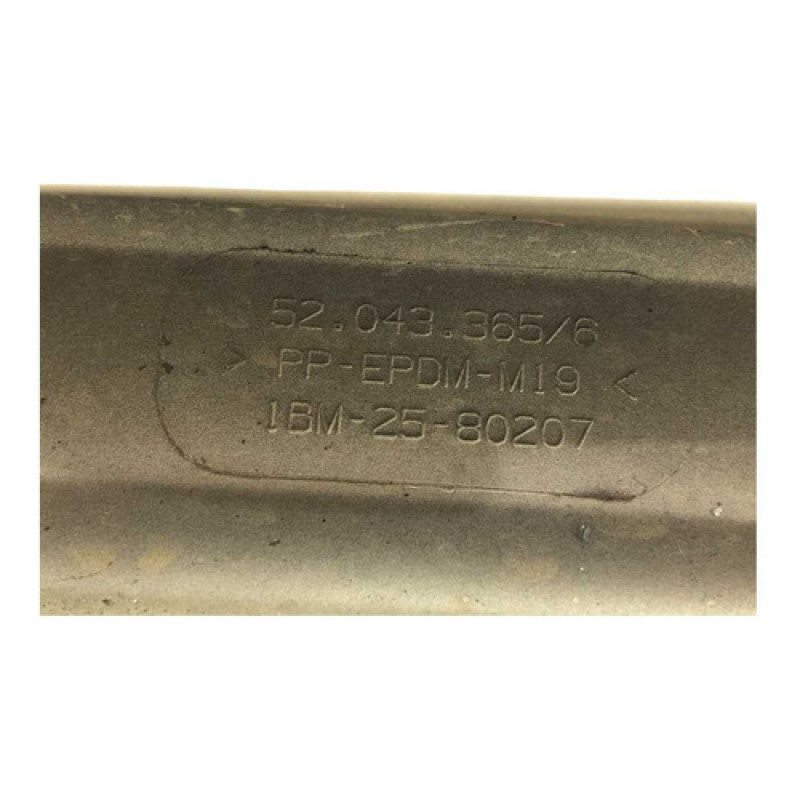 52.043.365/6
> PP-EPDM-M19 <
1BM-25-80207